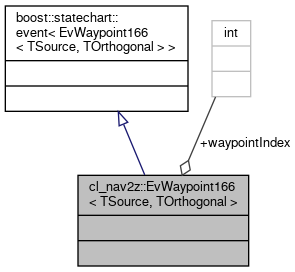 boost::statechart::
event< EvWaypoint166
< TSource, TOrthogonal > >
int
+waypointIndex
cl_nav2z::EvWaypoint166
< TSource, TOrthogonal >